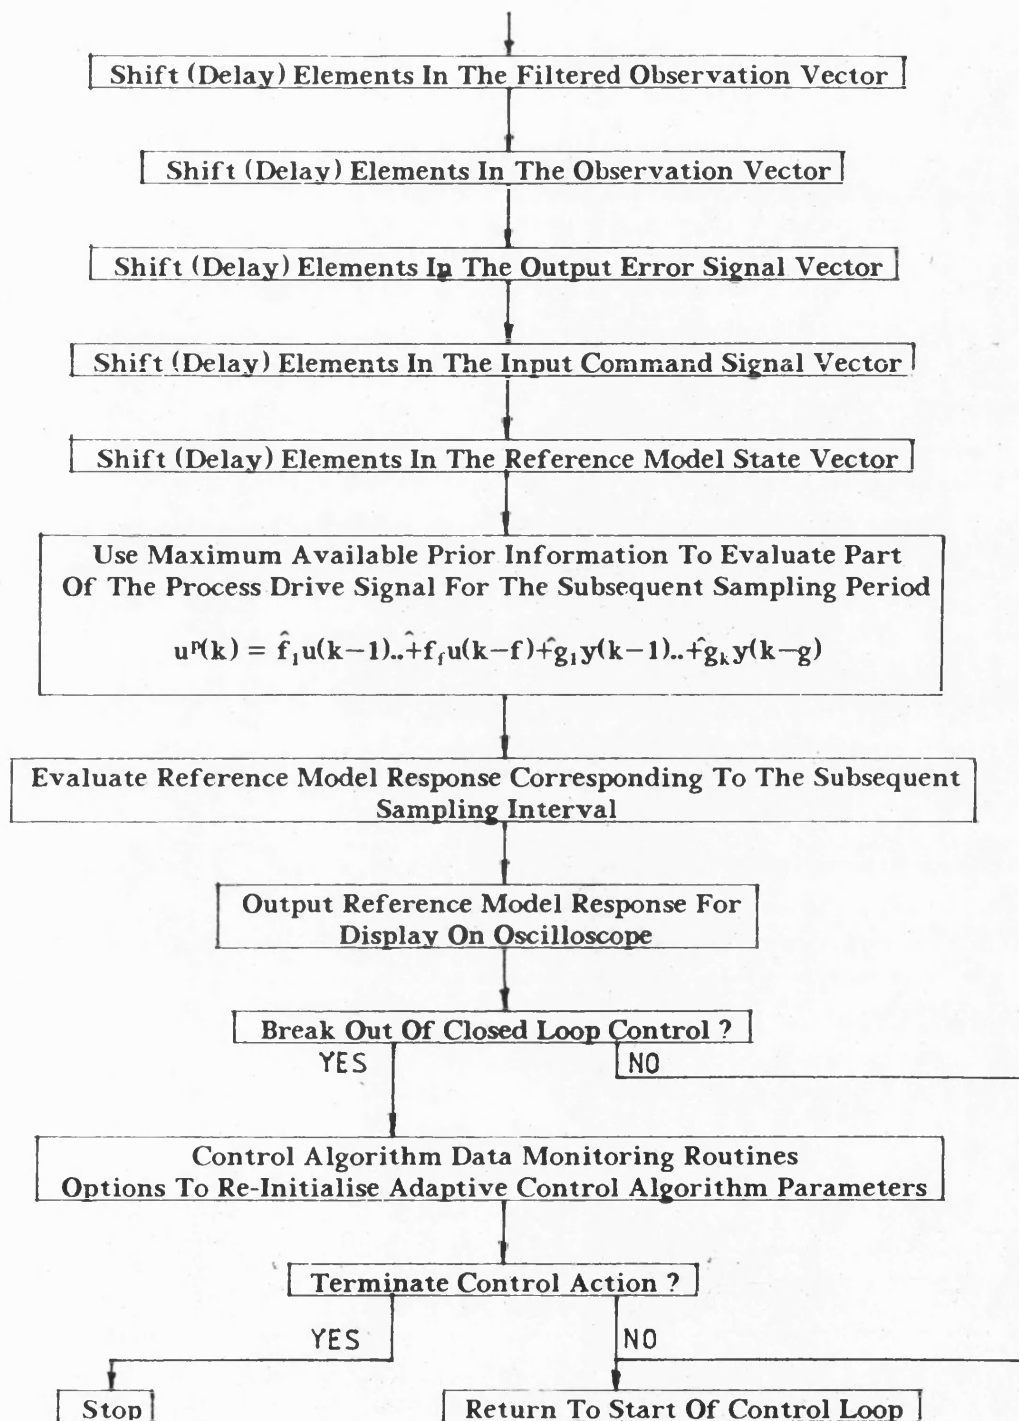 Shift (Delay) Elements In The Filtered Observation Vector
Shift (Delay) Elements In The Observation Vector
Shift (Delay) Elements In The Output Error Signal Vector
Shift (Delay) Elements In The Input Command Signal Vector
Shift (Delay) Elements In The Reference Model State Vector
Use Maximum Available Prior Information To Evaluate Part
Of The Process Drive Signal For The Subsequent Sampling Period
uᵖ(k) = f̂₁u(k−1)..+̂f_fu(k−f)+̂g₁y(k−1)..+̂g_ky(k−g)
Evaluate Reference Model Response Corresponding To The Subsequent
Sampling Interval
Output Reference Model Response For
Display On Oscilloscope
Break Out Of Closed Loop Control ?
YES NO
Control Algorithm Data Monitoring Routines
Options To Re-Initialise Adaptive Control Algorithm Parameters
Terminate Control Action ?
YES NO
Stop Return To Start Of Control Loop